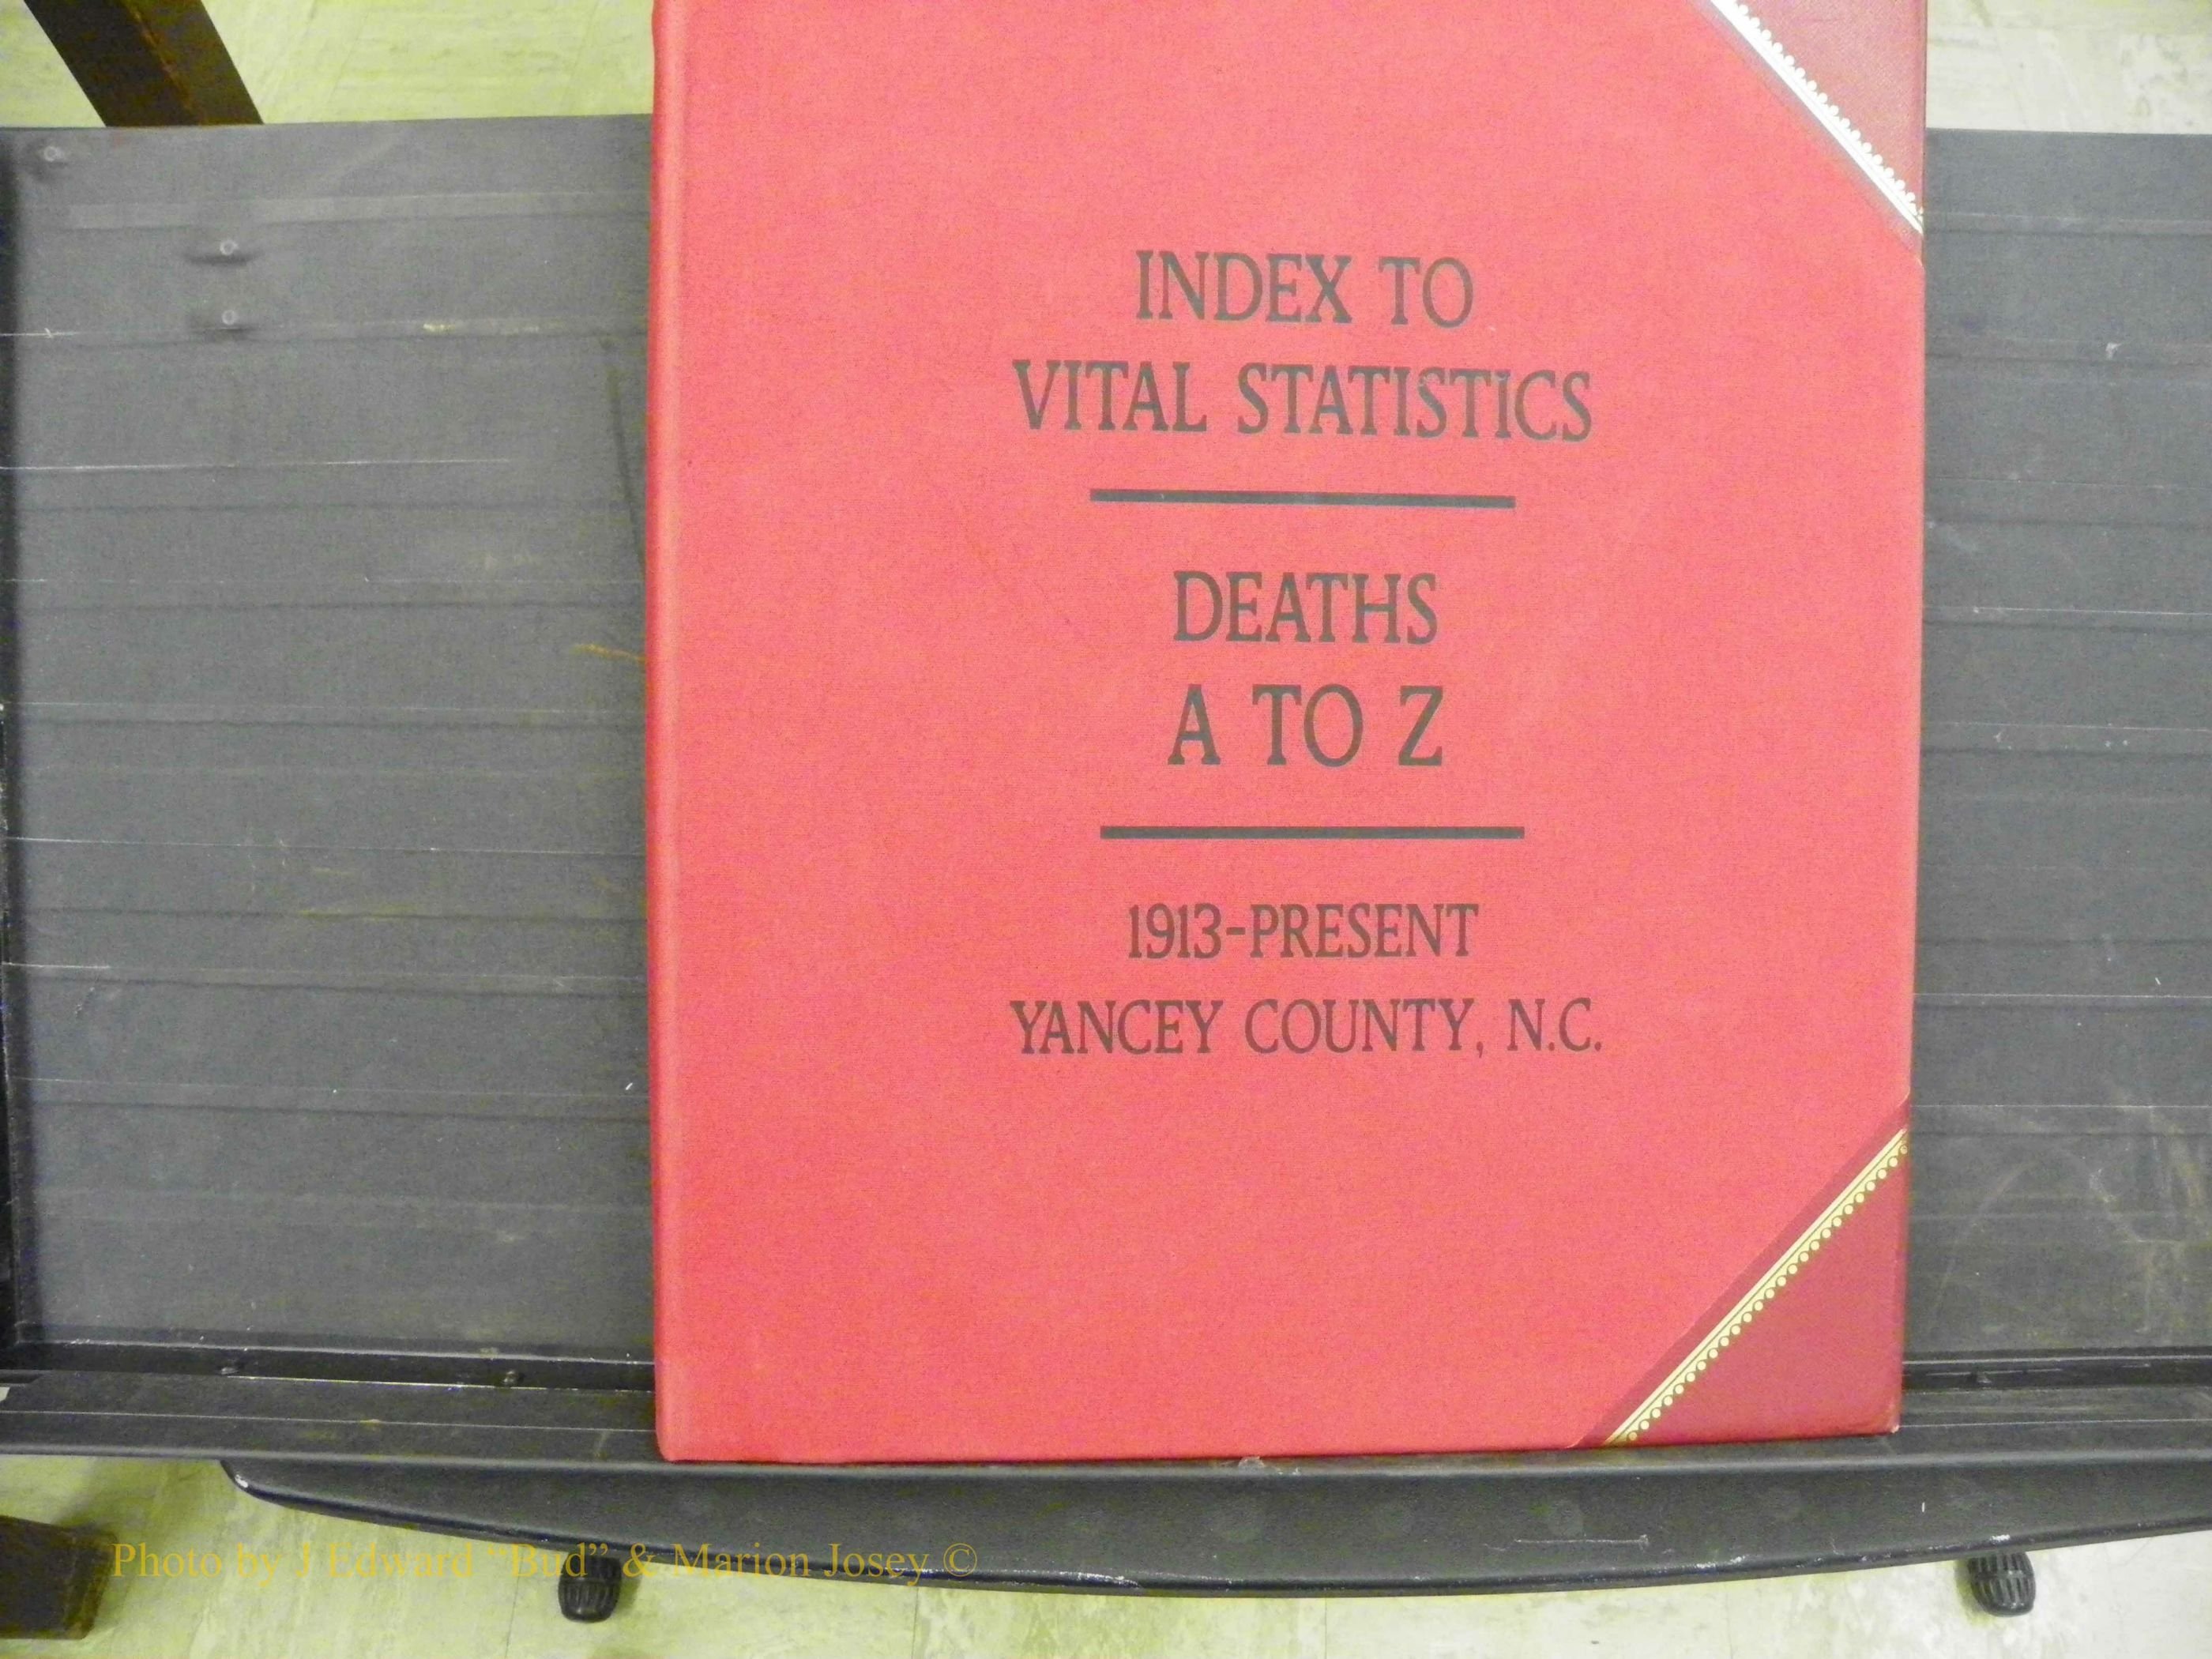 INDEX TO
VITAL STATISTICS
DEATHS
A TO Z
1913-PRESENT
YANCEY COUNTY, N.C.
Photo by J Edward “Bud” & Marion Josey ©